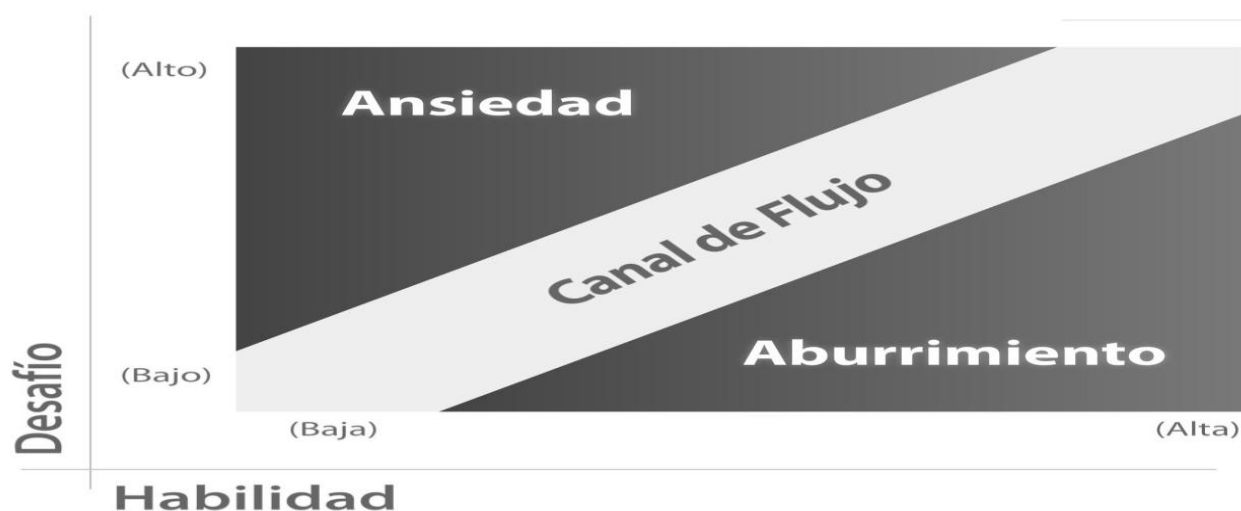 (Alto)
Ansiedad
Canal de Flujo
Aburrimiento
(Bajo)
Desafío
(Baja)
(Alta)
Habilidad